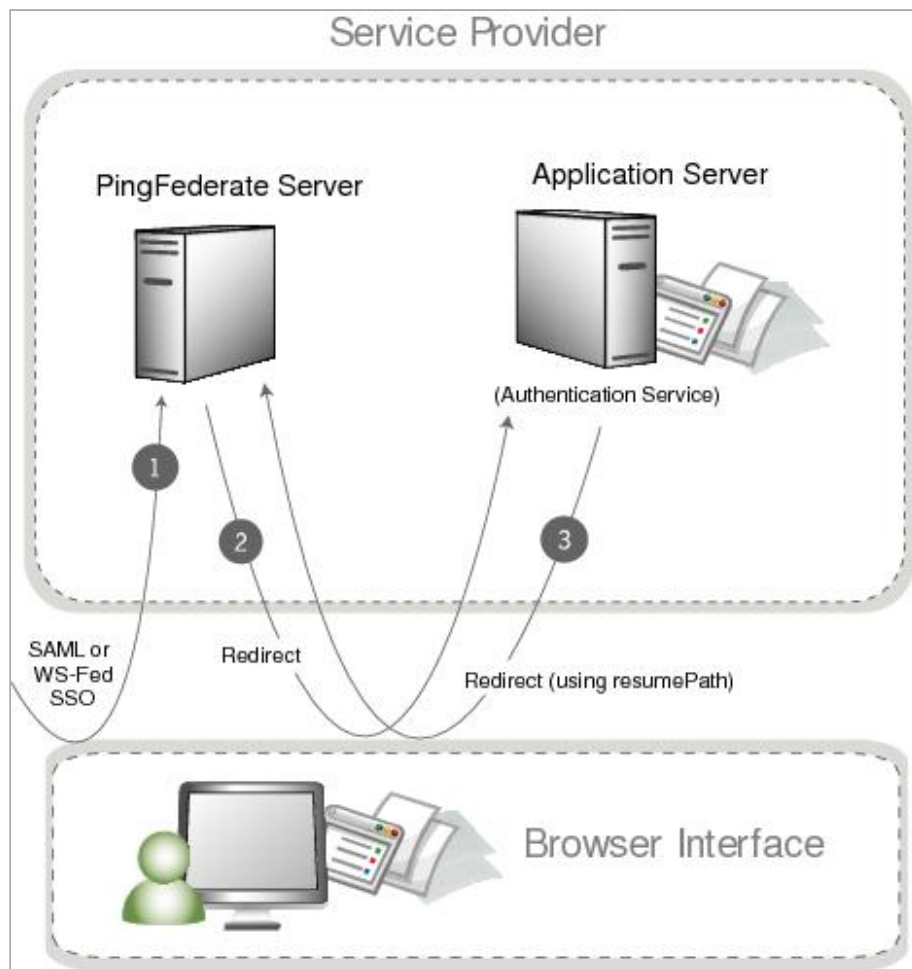 Service Provider
PingFederate Server
Application Server
(Authentication Service)
1
2
3
SAML or
WS-Fed
SSO
Redirect
Redirect (using resumePath)
Browser Interface